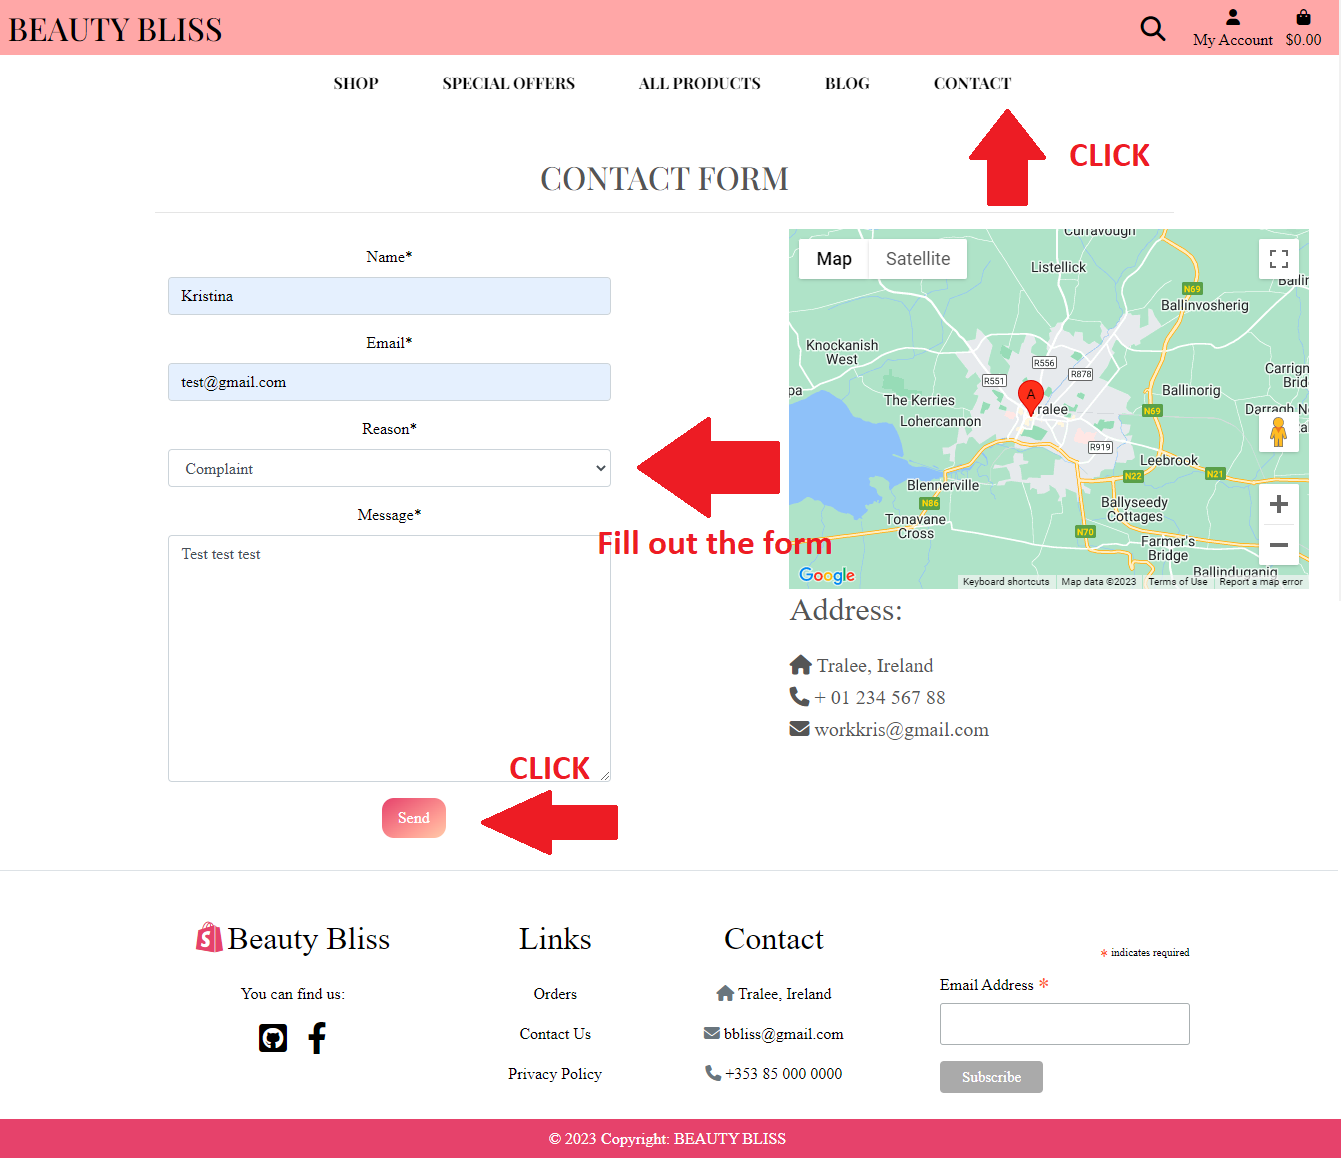 BEAUTY BLISS
My Account
$0.00
SHOP
SPECIAL OFFERS
ALL PRODUCTS
BLOG
CONTACT
CLICK
CONTACT FORM
Name*
Kristina
Email*
test@gmail.com
Reason*
Complaint
Message*
Test test test
Fill out the form
CLICK
Send
Map
Satellite
Curravough
Listellick
N69
Ballinvosherig
Knockanish
West
R556
R878
R551
The Kerries
Lohercannon
A
Tralee
N69
Ballinorig
R919
Leebrook
N22
N21
Blennerville
N86
Tonavane
Cross
Ballyseedy
Cottages
N70
Farmer's
Bridge
Ballinduganig
Google
Keyboard shortcuts
Map data ©2023
Terms of Use
Report a map error
Address:
Tralee, Ireland
+ 01 234 567 88
workkris@gmail.com
Beauty Bliss
You can find us:
Links
Orders
Contact Us
Privacy Policy
Contact
Tralee, Ireland
bbliss@gmail.com
+353 85 000 0000
* indicates required
Email Address *
Subscribe
© 2023 Copyright: BEAUTY BLISS